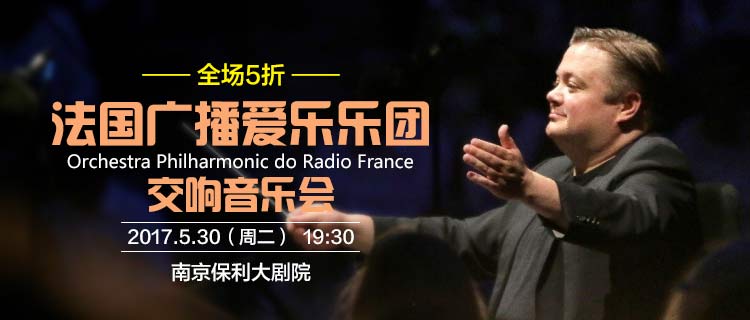 —— 全场5折 ——
法国广播爱乐乐团
Orchestra Philharmonic do Radio France
交响音乐会
2017.5.30（周二） 19:30
南京保利大剧院